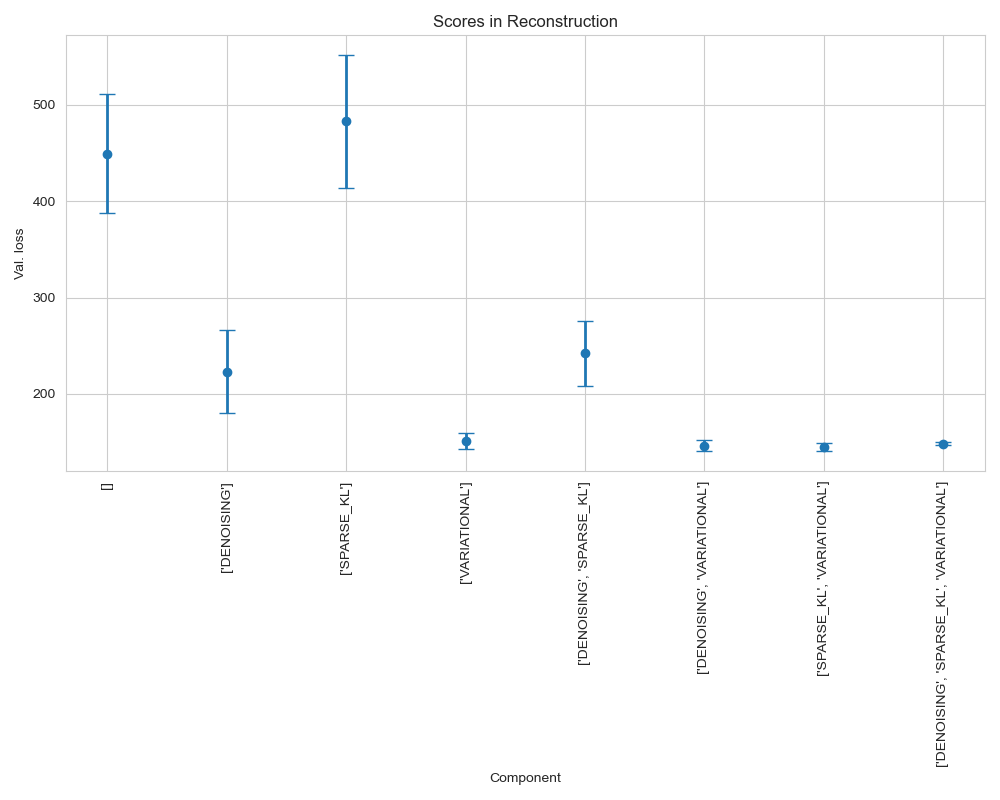 Scores in Reconstruction
Val. loss
500
400
300
200
[]
['DENOISING']
['SPARSE_KL']
['VARIATIONAL']
['DENOISING', 'SPARSE_KL']
['DENOISING', 'VARIATIONAL']
['SPARSE_KL', 'VARIATIONAL']
['DENOISING', 'SPARSE_KL', 'VARIATIONAL']
Component